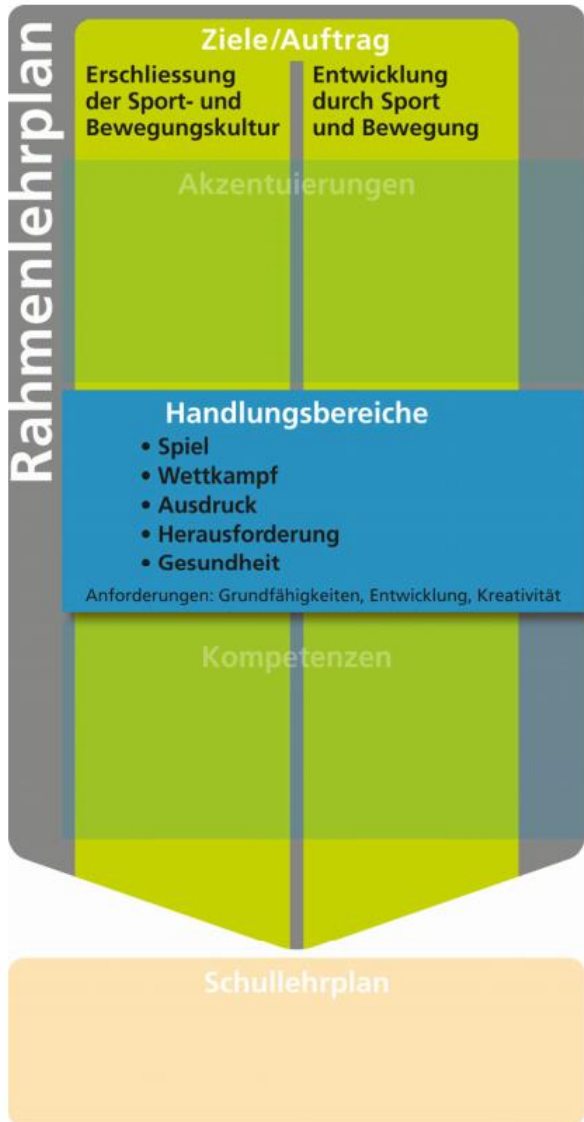 Rahmenlehrplan
Ziele/Auftrag
Erschliessung
der Sport- und
Bewegungskultur
Entwicklung
durch Sport
und Bewegung
Akzentuierungen
Handlungsbereiche
• Spiel
• Wettkampf
• Ausdruck
• Herausforderung
• Gesundheit
Anforderungen: Grundfähigkeiten, Entwicklung, Kreativität
Kompetenzen
Schullehrplan